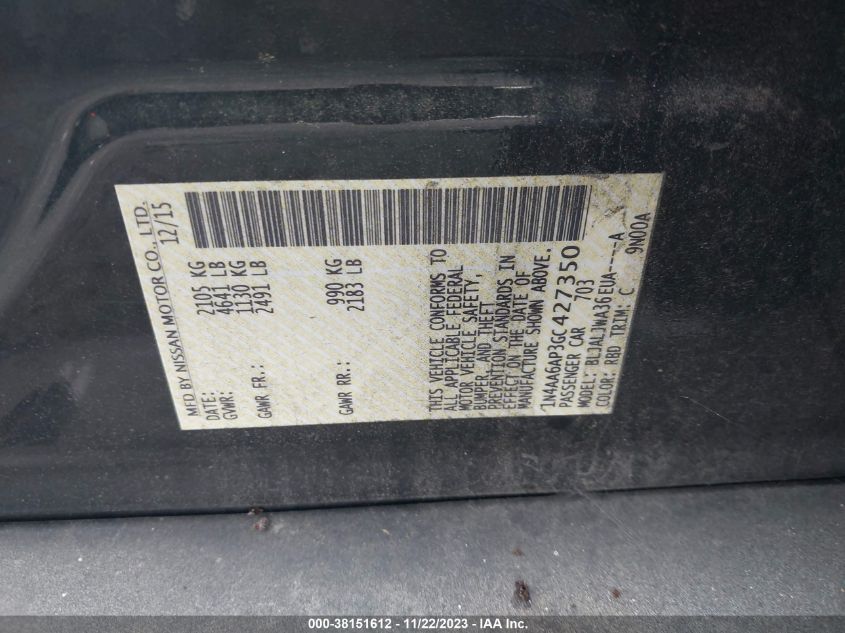 MFD BY NISSAN MOTOR CO., LTD.
DATE: 12/15
GVWR: 2105 KG
4641 LB
GAWR FR.: 1130 KG
2491 LB
GAWR RR.: 990 KG
2183 LB
THIS VEHICLE CONFORMS TO
ALL APPLICABLE FEDERAL
MOTOR VEHICLE SAFETY,
BUMPER, AND THEFT
PREVENTION STANDARDS IN
EFFECT ON THE DATE OF
MANUFACTURE SHOWN ABOVE.
1N4AA6AP3GC427350
PASSENGER CAR 703
MODEL: BLJALJWA36EUA----A
COLOR: RBD TRIM: C 9N00A
000-38151612 - 11/22/2023 - IAA Inc.